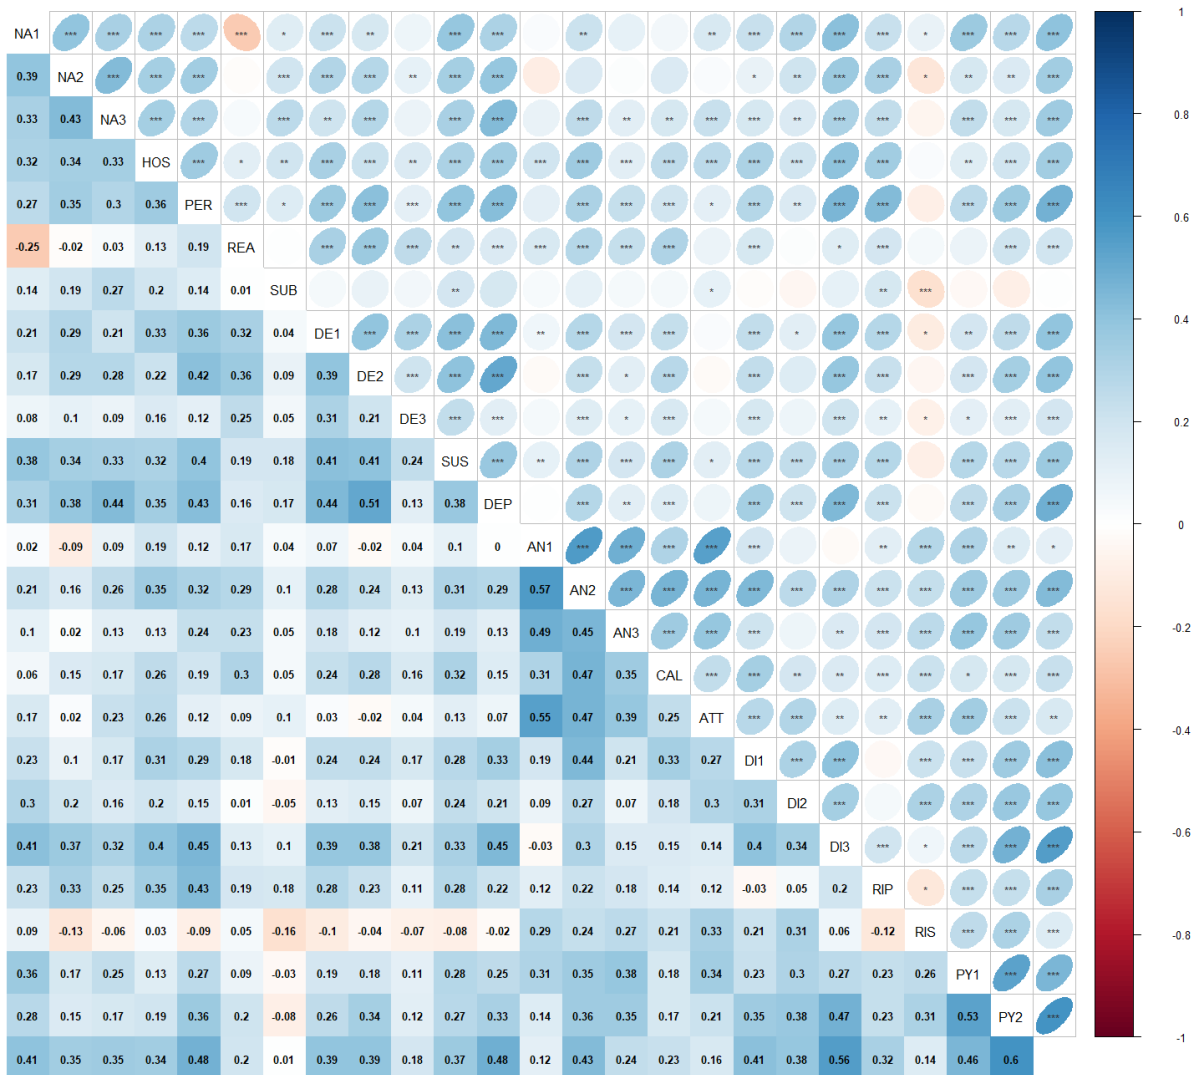 NA1 *** *** *** *** *** * *** ** *** *** ** ** *** *** *** *** * *** *** ***
0.39 NA2 *** *** *** *** *** *** ** *** *** * ** *** *** * ** ** ***
0.33 0.43 NA3 *** *** *** ** *** *** *** *** ** ** *** *** ** *** *** *** *** ***
0.32 0.34 0.33 HOS *** * ** *** *** ** *** *** *** *** *** *** *** *** *** *** *** ** *** ***
0.27 0.35 0.3 0.36 PER *** * *** *** *** *** *** *** *** *** * *** ** *** *** *** *** ***
-0.25 -0.02 0.03 0.13 0.19 REA *** *** *** ** *** *** *** *** *** *** * *** *** ***
0.14 0.19 0.27 0.2 0.14 0.01 SUB ** * ** ***
0.21 0.29 0.21 0.33 0.36 0.32 0.04 DE1 *** *** *** *** ** *** *** *** *** * *** *** * ** *** ***
0.17 0.29 0.28 0.22 0.42 0.36 0.09 0.39 DE2 *** *** *** *** * *** *** *** *** *** *** ***
0.08 0.1 0.09 0.16 0.12 0.25 0.05 0.31 0.21 DE3 *** *** *** * *** *** *** ** * * *** ***
0.38 0.34 0.33 0.32 0.4 0.19 0.18 0.41 0.41 0.24 SUS *** ** *** *** *** * *** *** *** *** *** *** ***
0.31 0.38 0.44 0.35 0.43 0.16 0.17 0.44 0.51 0.13 0.38 DEP *** ** *** *** *** *** *** *** *** ***
0.02 -0.09 0.09 0.19 0.12 0.17 0.04 0.07 -0.02 0.04 0.1 0 AN1 *** *** *** *** *** ** *** *** ** *
0.21 0.16 0.26 0.35 0.32 0.29 0.1 0.28 0.24 0.13 0.31 0.29 0.57 AN2 *** *** *** *** *** *** *** *** *** *** ***
0.1 0.02 0.13 0.13 0.24 0.23 0.05 0.18 0.12 0.1 0.19 0.13 0.49 0.45 AN3 *** *** *** ** *** *** *** *** ***
0.06 0.15 0.17 0.26 0.19 0.3 0.05 0.24 0.28 0.16 0.32 0.15 0.31 0.47 0.35 CAL *** *** ** ** *** *** * *** ***
0.17 0.02 0.23 0.26 0.12 0.09 0.1 0.03 -0.02 0.04 0.13 0.07 0.55 0.47 0.39 0.25 ATT *** *** ** ** *** *** *** **
0.23 0.1 0.17 0.31 0.29 0.18 -0.01 0.24 0.24 0.17 0.28 0.33 0.19 0.44 0.21 0.33 0.27 DI1 *** *** *** *** *** ***
0.3 0.2 0.16 0.2 0.15 0.01 -0.05 0.13 0.15 0.07 0.24 0.21 0.09 0.27 0.07 0.18 0.3 0.31 DI2 *** *** *** *** ***
0.41 0.37 0.32 0.4 0.45 0.13 0.1 0.39 0.38 0.21 0.33 0.45 -0.03 0.3 0.15 0.15 0.14 0.4 0.34 DI3 *** * *** *** ***
0.23 0.33 0.25 0.35 0.43 0.19 0.18 0.28 0.23 0.11 0.28 0.22 0.12 0.22 0.18 0.14 0.12 -0.03 0.05 0.2 RIP * *** *** ***
0.09 -0.13 -0.06 0.03 -0.09 0.05 -0.16 -0.1 -0.04 -0.07 -0.08 -0.02 0.29 0.24 0.27 0.21 0.33 0.21 0.31 0.06 -0.12 RIS *** *** ***
0.36 0.17 0.25 0.13 0.27 0.09 -0.03 0.19 0.18 0.11 0.28 0.25 0.31 0.35 0.38 0.18 0.34 0.23 0.3 0.27 0.23 0.26 PY1 *** ***
0.28 0.15 0.17 0.19 0.36 0.2 -0.08 0.26 0.34 0.12 0.27 0.33 0.14 0.36 0.35 0.17 0.21 0.35 0.38 0.47 0.23 0.31 0.53 PY2 ***
0.41 0.35 0.35 0.34 0.48 0.2 0.01 0.39 0.39 0.18 0.37 0.48 0.12 0.43 0.24 0.23 0.16 0.41 0.38 0.56 0.32 0.14 0.46 0.6
1
0.8
0.6
0.4
0.2
0
-0.2
-0.4
-0.6
-0.8
-1